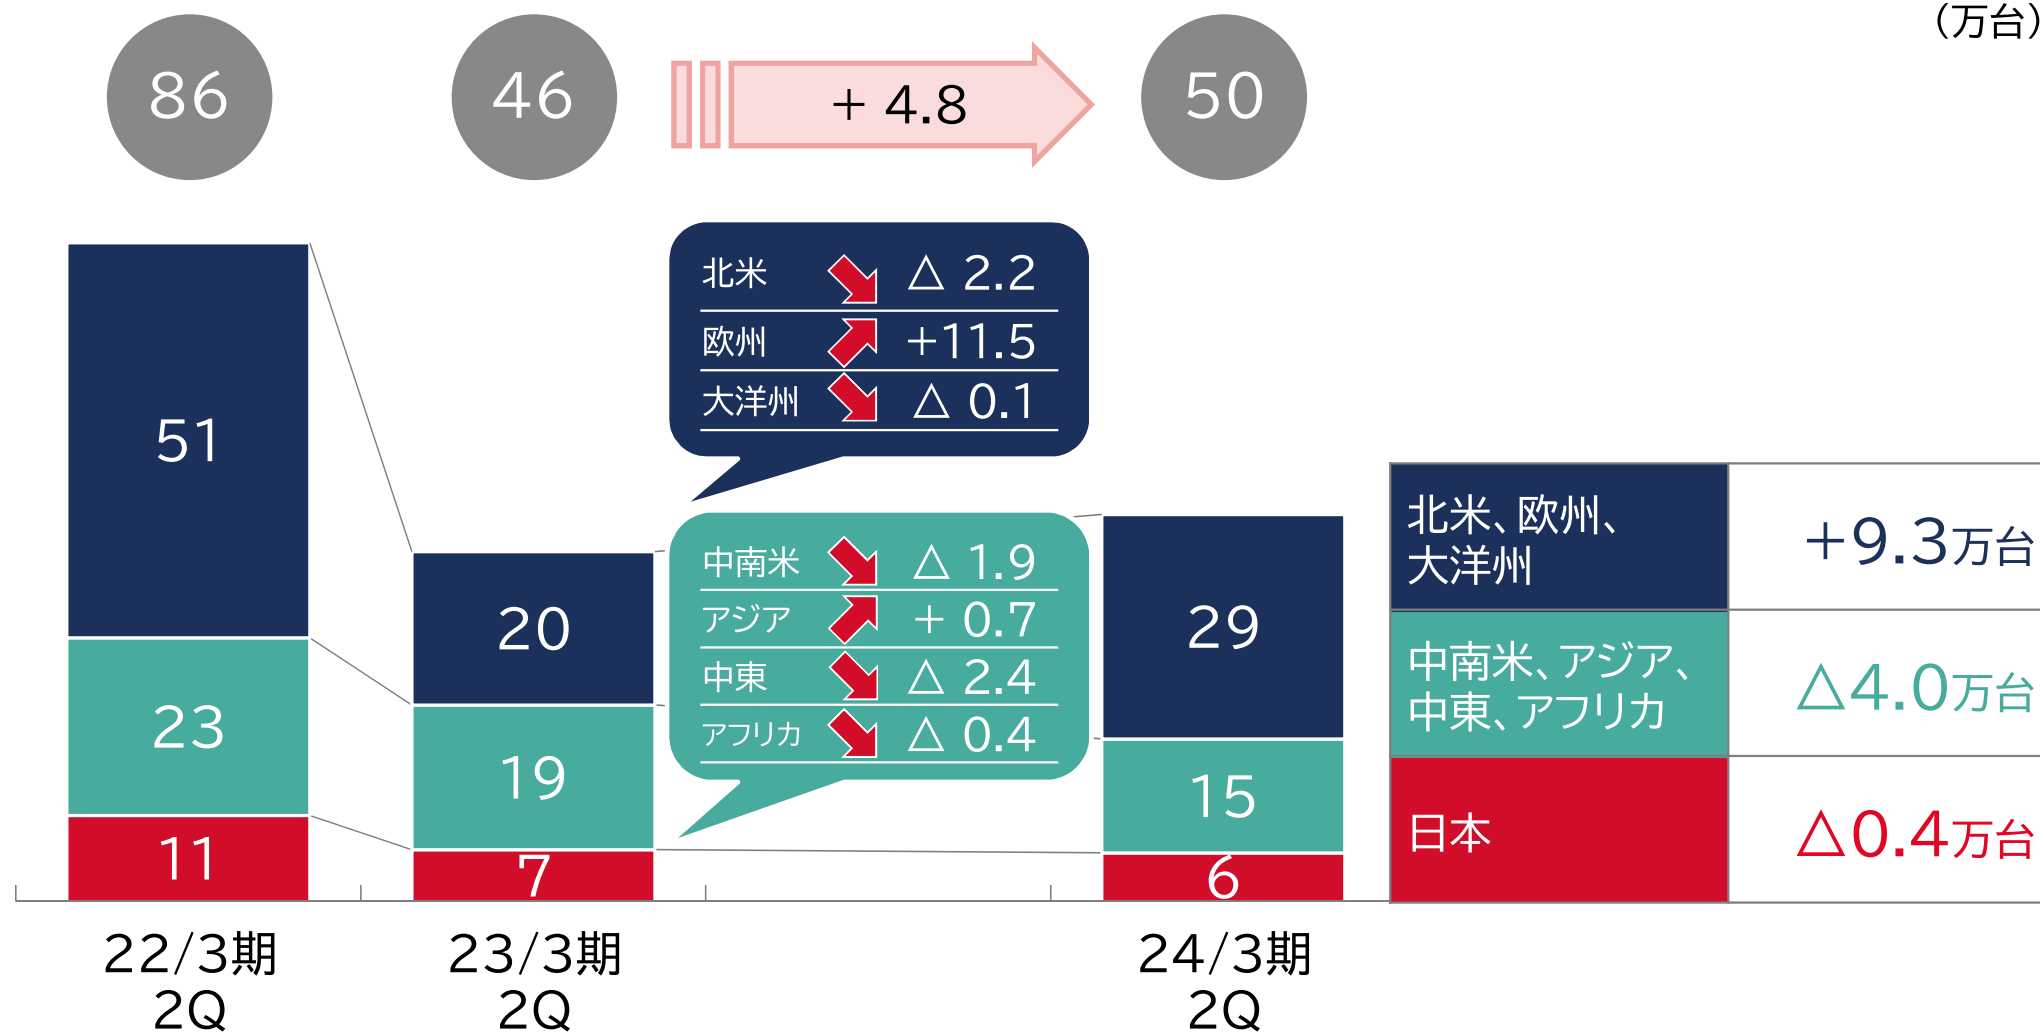 (万台)
86
46
+ 4.8
50
北米 △ 2.2
欧州 +11.5
大洋州 △ 0.1
51
20
29
北米、欧州、
大洋州
+9.3万台
中南米 △ 1.9
アジア + 0.7
中東 △ 2.4
アフリカ △ 0.4
23
19
15
中南米、アジア、
中東、アフリカ
△4.0万台
11
7
6
日本
△0.4万台
22/3期
2Q
23/3期
2Q
24/3期
2Q